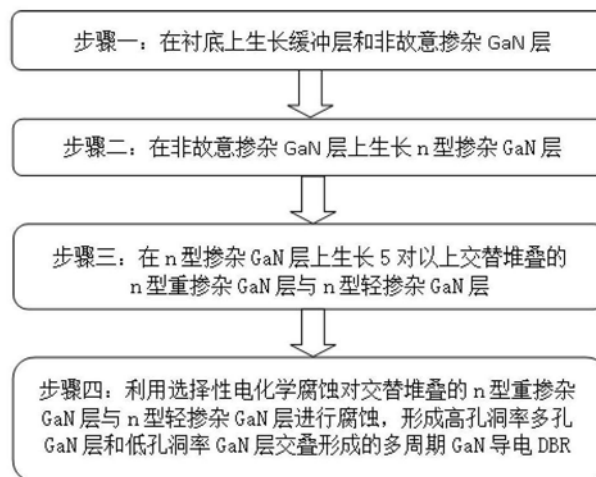 步骤一：在衬底上生长缓冲层和非故意掺杂 GaN 层
步骤二：在非故意掺杂 GaN 层上生长 n 型掺杂 GaN 层
步骤三：在 n 型掺杂 GaN 层上生长 5 对以上交替堆叠的
n 型重掺杂 GaN 层与 n 型轻掺杂 GaN 层
步骤四：利用选择性电化学腐蚀对交替堆叠的 n 型重掺杂
GaN 层与 n 型轻掺杂 GaN 层进行腐蚀，形成高孔洞率多孔
GaN 层和低孔洞率 GaN 层交叠形成的多周期 GaN 导电 DBR